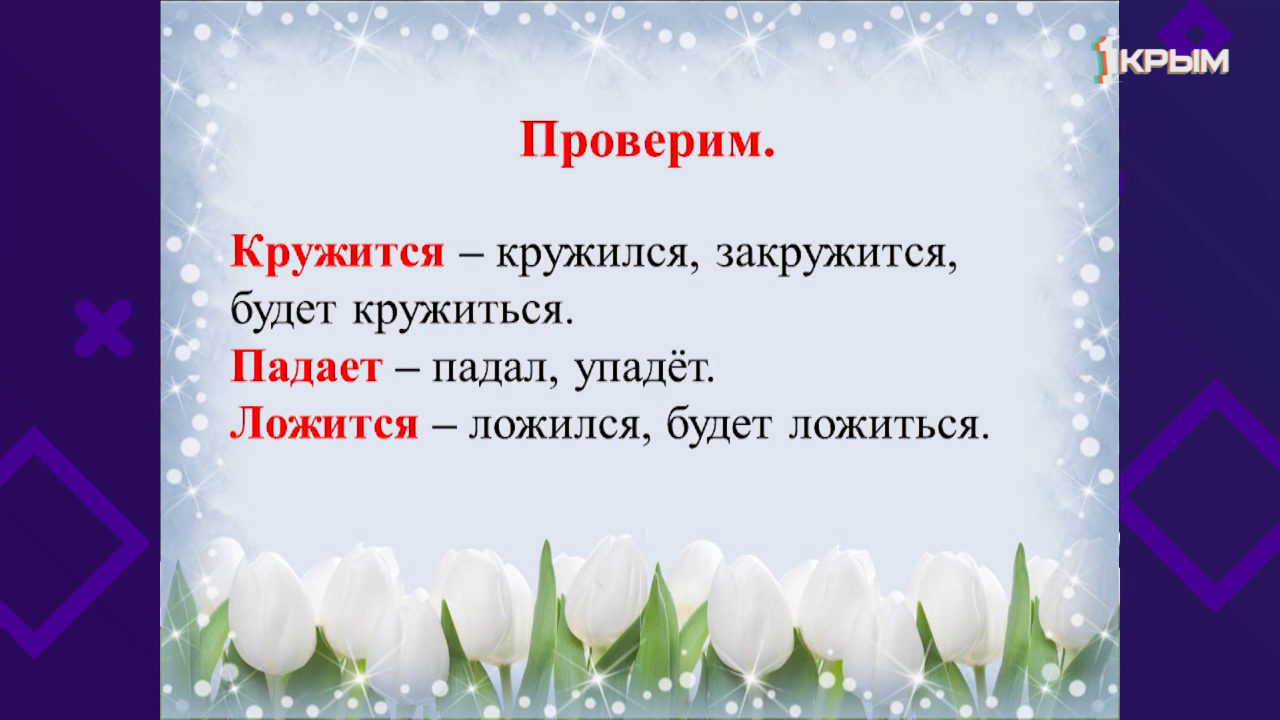 1КРЫМ
Проверим.
Кружится – кружился, закружится,
будет кружиться.
Падает – падал, упадёт.
Ложится – ложился, будет ложиться.